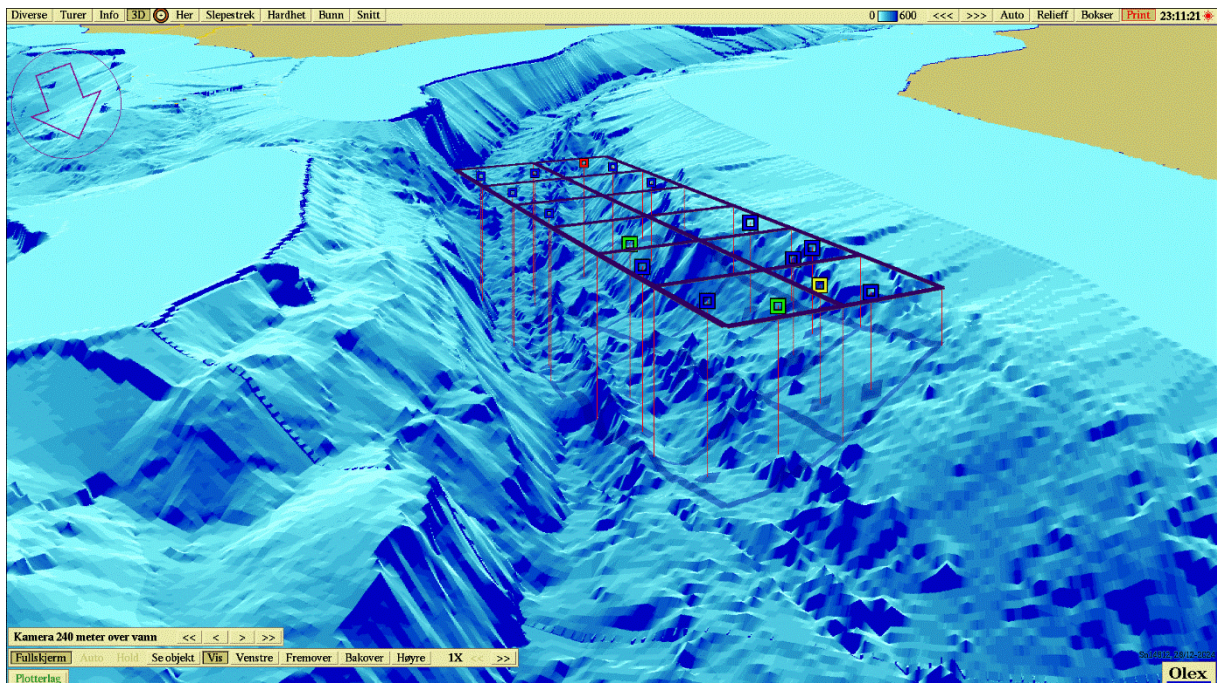 Diverse Turer Info 3D Her Slepestrek Hardhet Bunn Snitt 0 600 <<< >>> Auto Relieff Bokser Print 23:11:21
Kamera 240 meter over vann << < > >>
Fullskjerm Auto Hold Se objekt Vis Venstre Fremover Bakover Høyre 1X << >>
Plotterlag
Olex